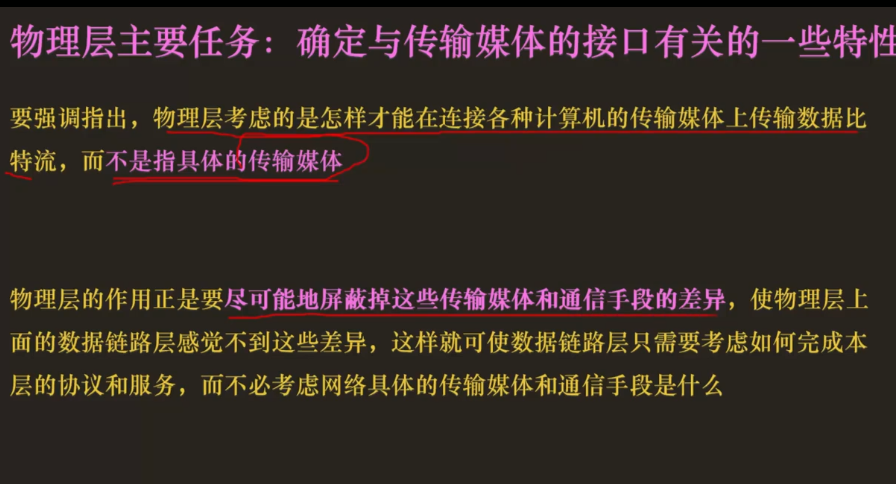 物理层主要任务：确定与传输媒体的接口有关的一些特性
要强调指出，物理层考虑的是怎样才能在连接各种计算机的传输媒体上传输数据比
特流，而不是指具体的传输媒体
物理层的作用正是要尽可能地屏蔽掉这些传输媒体和通信手段的差异，使物理层上
面的数据链路层感觉不到这些差异，这样就可使数据链路层只需要考虑如何完成本
层的协议和服务，而不必考虑网络具体的传输媒体和通信手段是什么